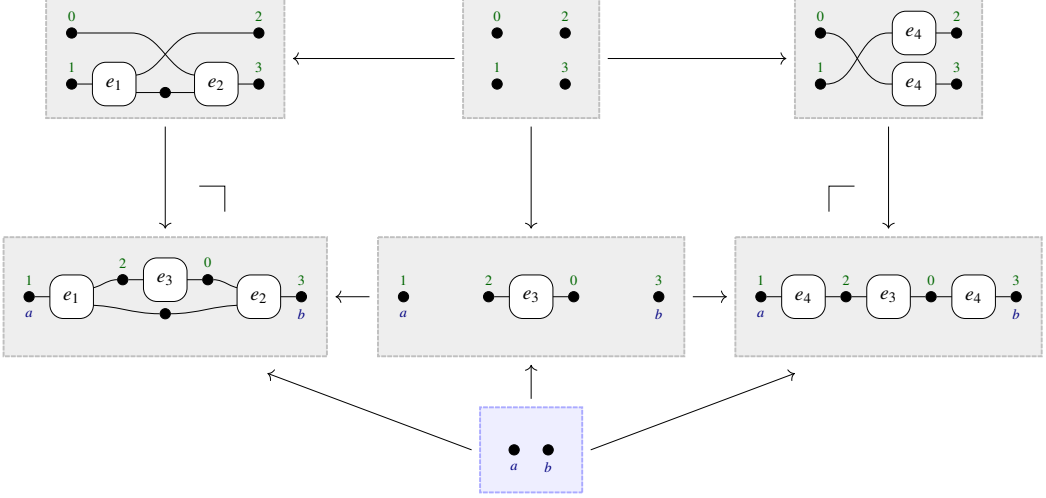 0 2 0 2 0 e4 2
1 e1 e2 3 1 3 1 e4 3
2 0
1 e1 e3 e2 3 1 2 e3 0 3 1 e4 2 e3 0 e4 3
a b a b a b
a b